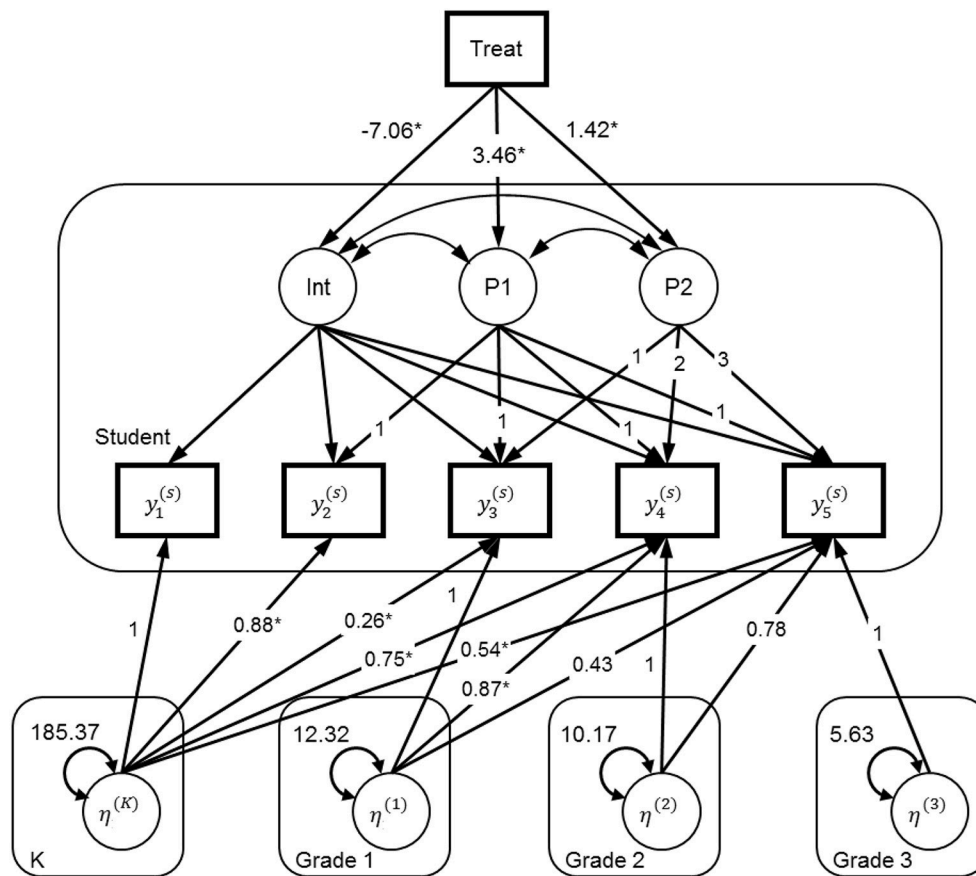 Treat
-7.06*
3.46*
1.42*
Int
P1
P2
1
2
3
1
1
1
1
Student
y₁⁽ˢ⁾
y₂⁽ˢ⁾
y₃⁽ˢ⁾
y₄⁽ˢ⁾
y₅⁽ˢ⁾
1
0.88*
0.26*
1
0.75*
0.54*
0.87*
0.43
1
0.78
1
185.37
12.32
10.17
5.63
η⁽ᴷ⁾
η⁽¹⁾
η⁽²⁾
η⁽³⁾
K
Grade 1
Grade 2
Grade 3